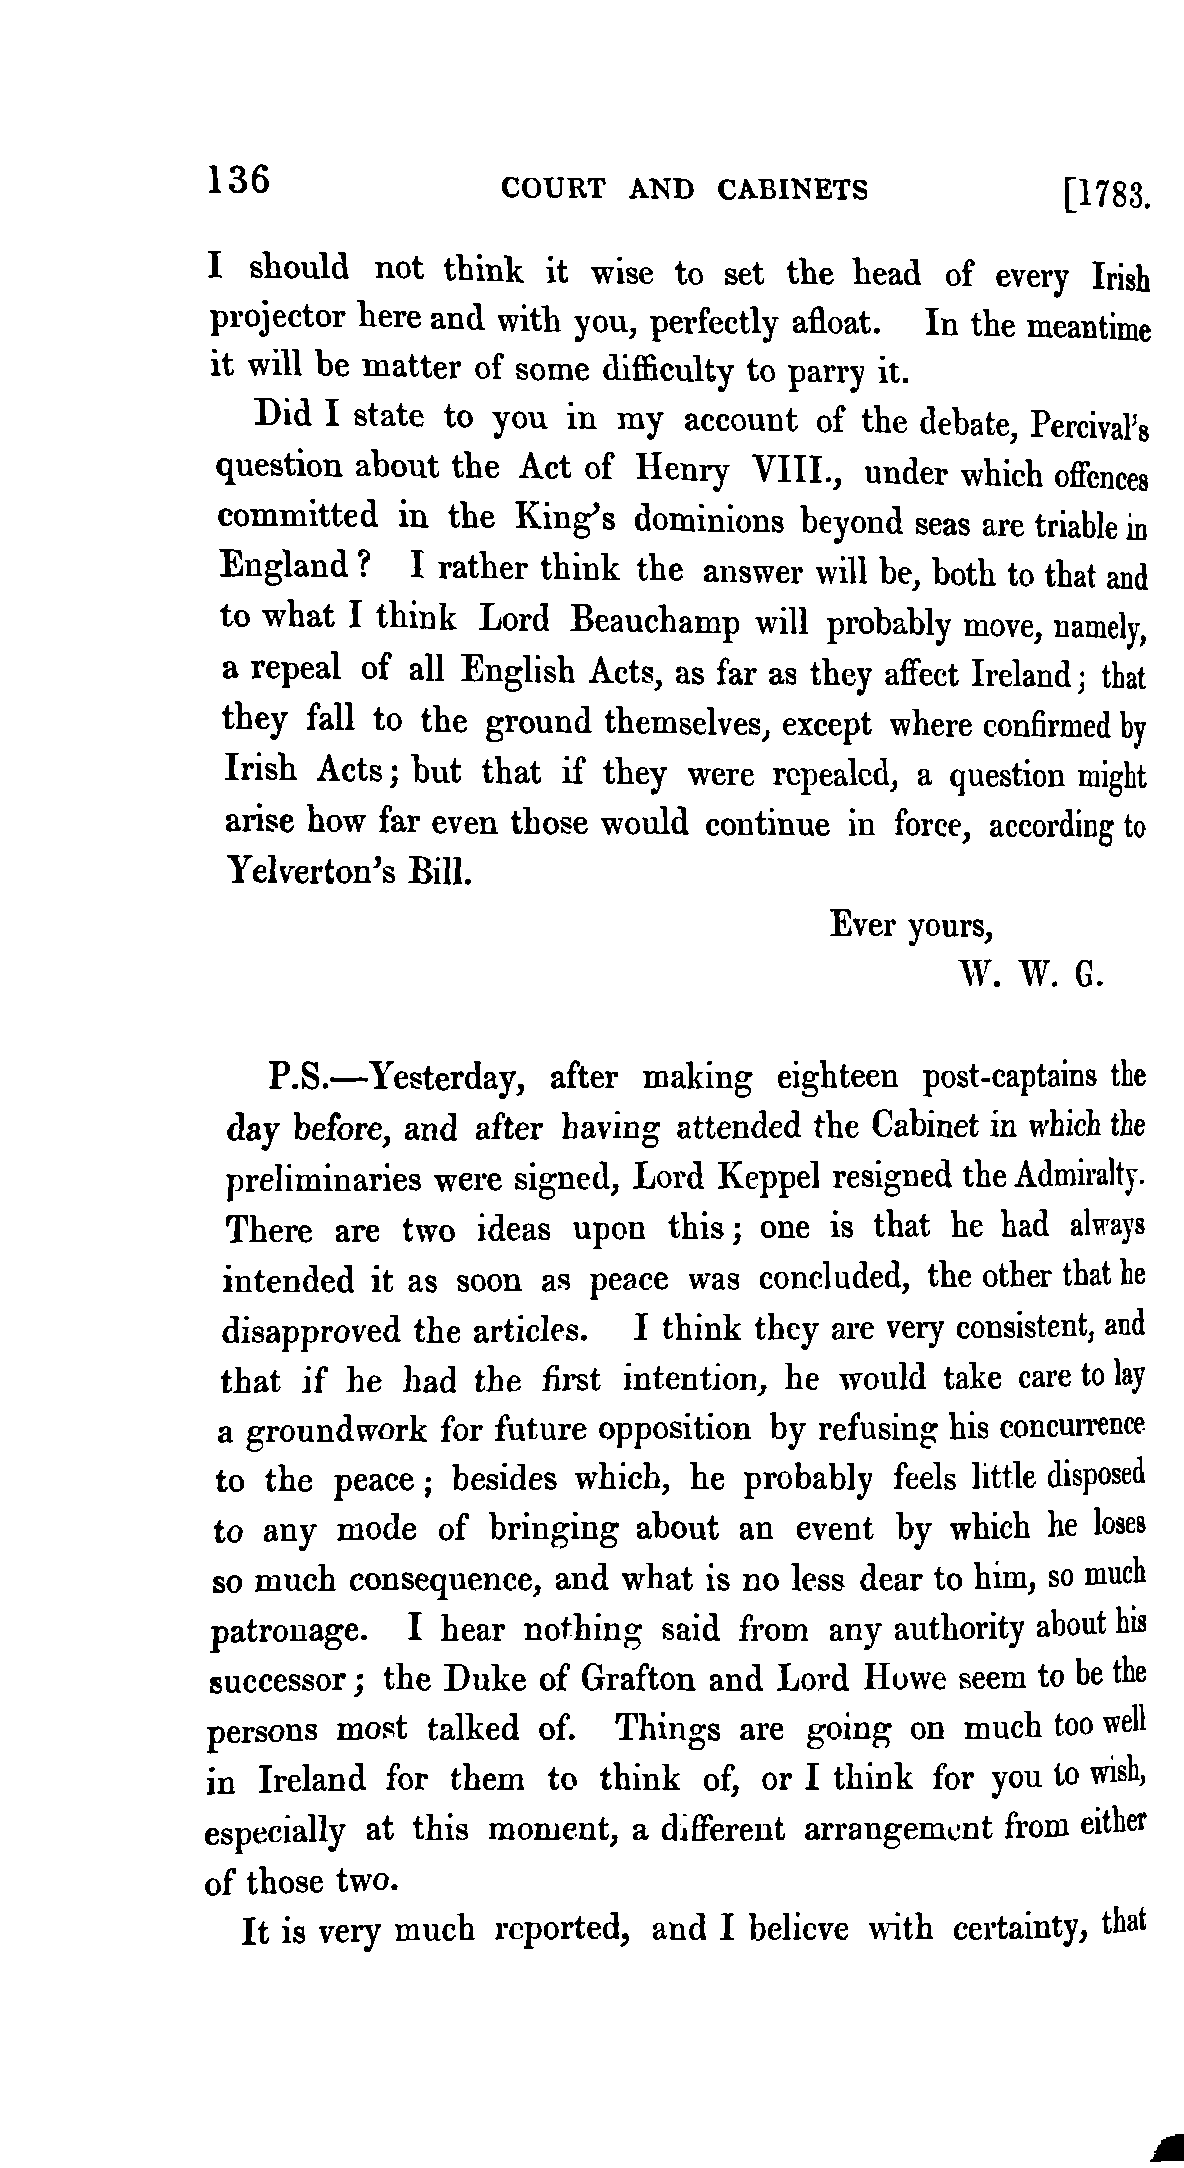 136 COURT AND CABINETS [1783.
I should not think it wise to set the head of every Irish
projector here and with you, perfectly afloat. In the meantime
it will be matter of some difficulty to parry it.
Did I state to you in my account of the debate, Percival's
question about the Act of Henry VIII., under which offences
committed in the King's dominions beyond seas are triable in
England? I rather think the answer will be, both to that and
to what I think Lord Beauchamp will probably move, namely,
a repeal of all English Acts, as far as they affect Ireland; that
they fall to the ground themselves, except where confirmed by
Irish Acts; but that if they were repealed, a question might
arise how far even those would continue in force, according to
Yelverton's Bill.
Ever yours,
W. W. G.
P.S.—Yesterday, after making eighteen post-captains the
day before, and after having attended the Cabinet in which the
preliminaries were signed, Lord Keppel resigned the Admiralty.
There are two ideas upon this; one is that he had always
intended it as soon as peace was concluded, the other that he
disapproved the articles. I think they are very consistent, and
that if he had the first intention, he would take care to lay
a groundwork for future opposition by refusing his concurrence
to the peace; besides which, he probably feels little disposed
to any mode of bringing about an event by which he loses
so much consequence, and what is no less dear to him, so much
patronage. I hear nothing said from any authority about his
successor; the Duke of Grafton and Lord Howe seem to be the
persons most talked of. Things are going on much too well
in Ireland for them to think of, or I think for you to wish,
especially at this moment, a different arrangement from either
of those two.
It is very much reported, and I believe with certainty, that